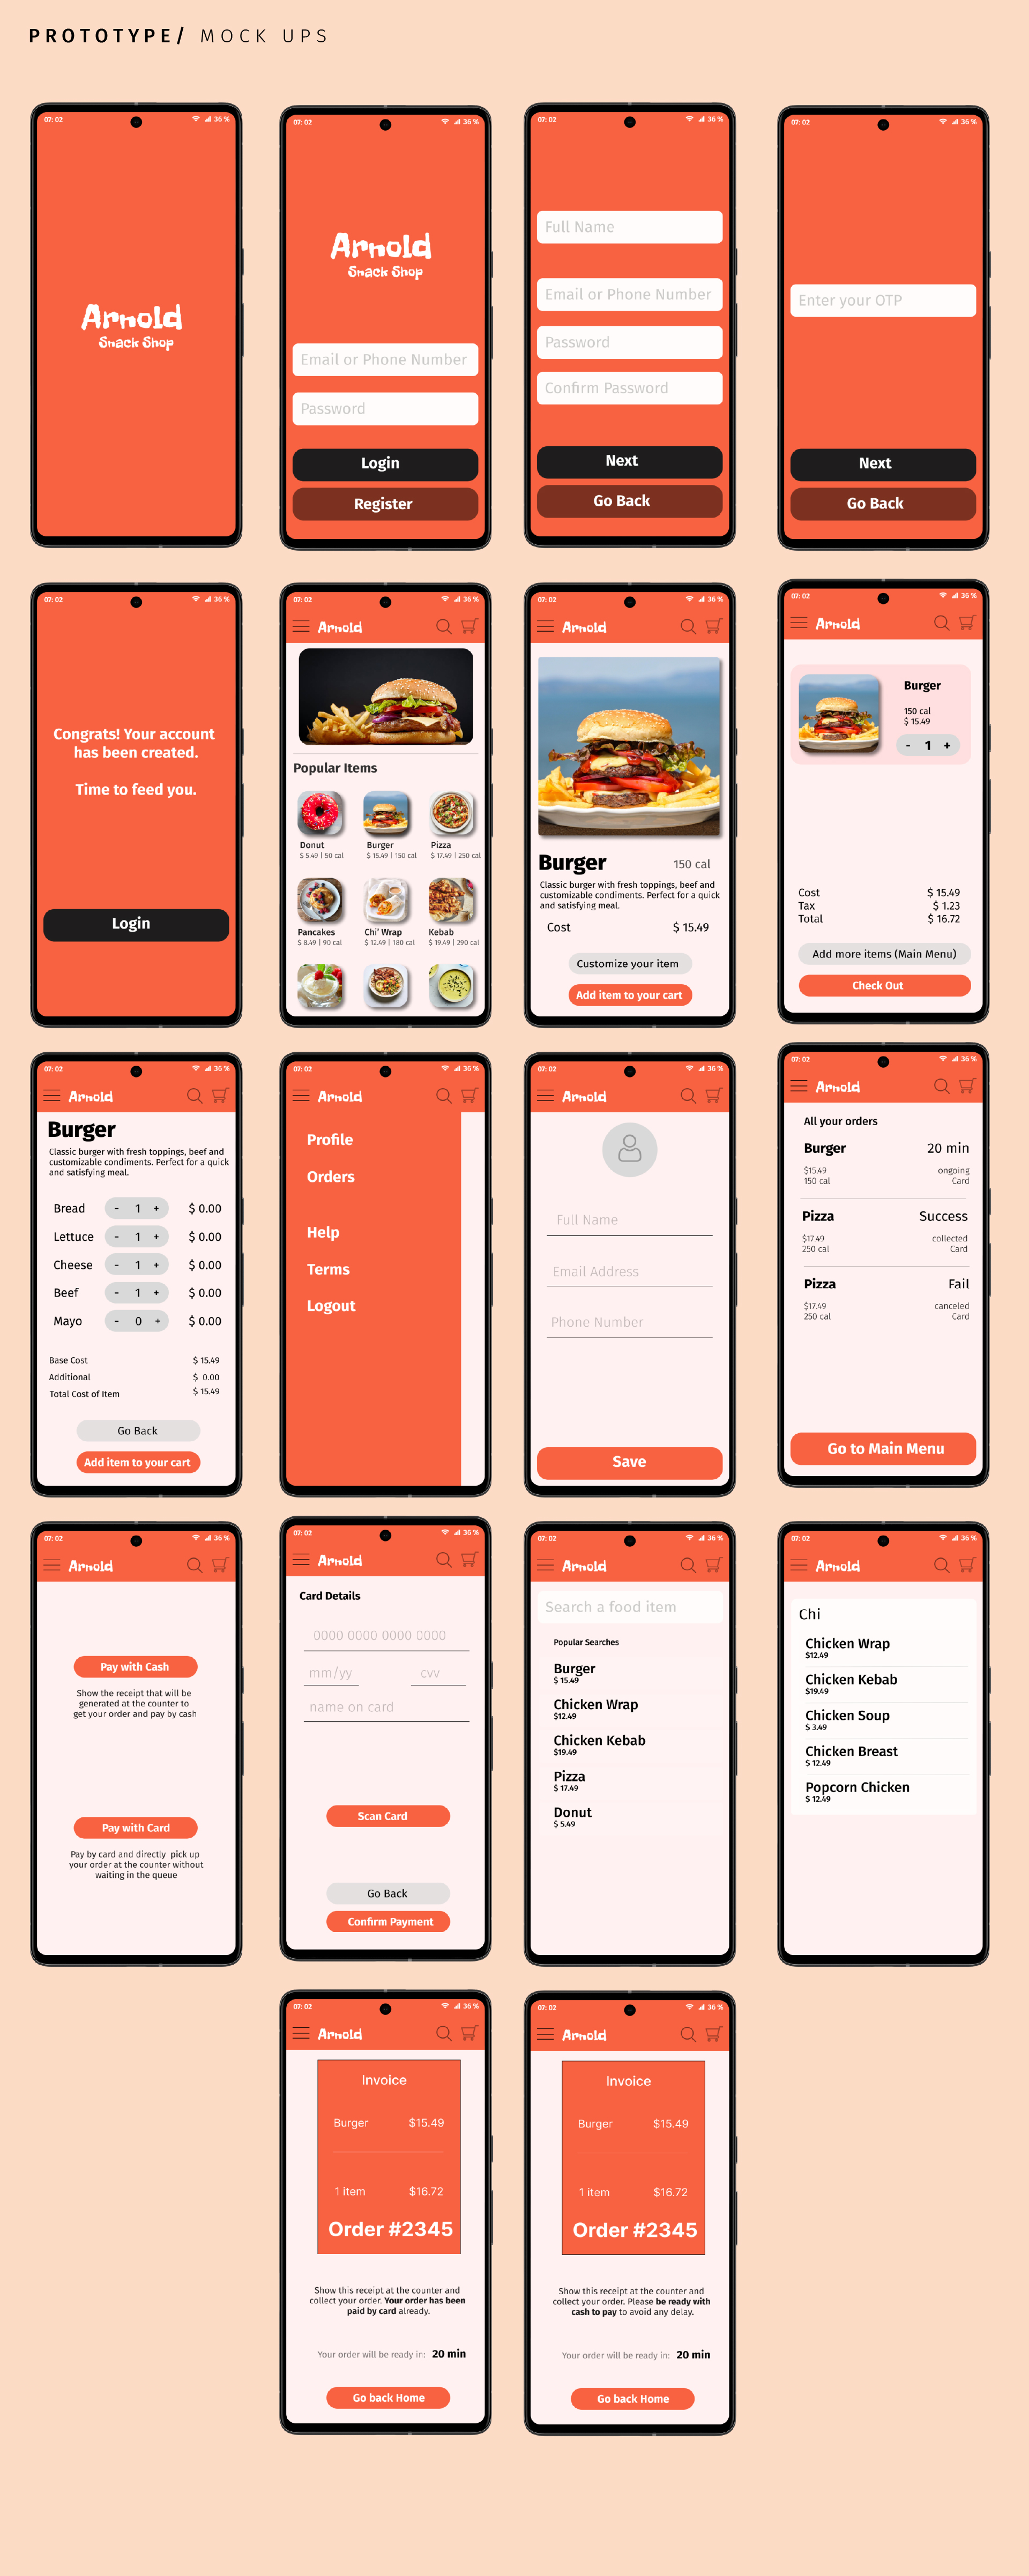 PROTOTYPE/ MOCK UPS
07: 02 36 %
Arnold
Snack Shop
07: 02 36 %
Arnold
Snack Shop
Email or Phone Number
Password
Login
Register
07: 02 36 %
Full Name
Email or Phone Number
Password
Confirm Password
Next
Go Back
07: 02 36 %
Enter your OTP
Next
Go Back
07: 02 36 %
Congrats! Your account
has been created.
Time to feed you.
Login
07: 02 36 %
Arnold
Popular Items
Donut Burger Pizza
$ 5.49 | 50 cal $ 15.49 | 150 cal $ 17.49 | 250 cal
Pancakes Chi' Wrap Kebab
$ 8.49 | 90 cal $ 12.49 | 180 cal $ 19.49 | 290 cal
07: 02 36 %
Arnold
Burger 150 cal
Classic burger with fresh toppings, beef and
customizable condiments. Perfect for a quick
and satisfying meal.
Cost $ 15.49
Customize your item
Add item to your cart
07: 02 36 %
Arnold
Burger
150 cal
$ 15.49
- 1 +
Cost $ 15.49
Tax $ 1.23
Total $ 16.72
Add more items (Main Menu)
Check Out
07: 02 36 %
Arnold
Burger
Classic burger with fresh toppings, beef and
customizable condiments. Perfect for a quick
and satisfying meal.
Bread - 1 + $ 0.00
Lettuce - 1 + $ 0.00
Cheese - 1 + $ 0.00
Beef - 1 + $ 0.00
Mayo - 0 + $ 0.00
Base Cost $ 15.49
Additional $ 0.00
Total Cost of Item $ 15.49
Go Back
Add item to your cart
07: 02 36 %
Arnold
Profile
Orders
Help
Terms
Logout
07: 02 36 %
Arnold
Full Name
Email Address
Phone Number
Save
07: 02 36 %
Arnold
All your orders
Burger 20 min
$15.49 ongoing
150 cal Card
Pizza Success
$17.49 collected
250 cal Card
Pizza Fail
$17.49 canceled
250 cal Card
Go to Main Menu
07: 02 36 %
Arnold
Pay with Cash
Show the receipt that will be
generated at the counter to
get your order and pay by cash
Pay with Card
Pay by card and directly pick up
your order at the counter without
waiting in the queue
07: 02 36 %
Arnold
Card Details
0000 0000 0000 0000
mm/yy cvv
name on card
Scan Card
Go Back
Confirm Payment
07: 02 36 %
Arnold
Search a food item
Popular Searches
Burger
$ 15.49
Chicken Wrap
$12.49
Chicken Kebab
$19.49
Pizza
$ 17.49
Donut
$ 5.49
07: 02 36 %
Arnold
Chi
Chicken Wrap
$12.49
Chicken Kebab
$19.49
Chicken Soup
$ 3.49
Chicken Breast
$ 12.49
Popcorn Chicken
$ 12.49
07: 02 36 %
Arnold
Invoice
Burger $15.49
1 item $16.72
Order #2345
Show this receipt at the counter and
collect your order. Your order has been
paid by card already.
Your order will be ready in: 20 min
Go back Home
07: 02 36 %
Arnold
Invoice
Burger $15.49
1 item $16.72
Order #2345
Show this receipt at the counter and
collect your order. Please be ready with
cash to pay to avoid any delay.
Your order will be ready in: 20 min
Go back Home